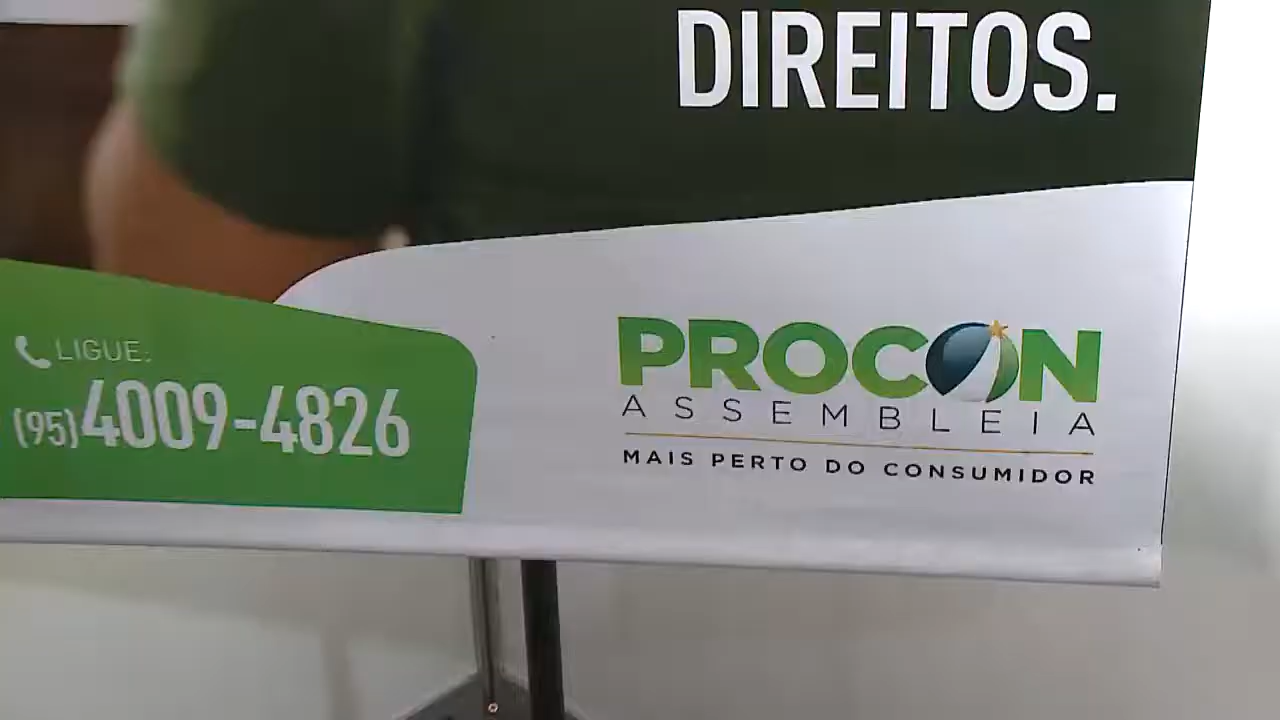 DIREITOS.
LIGUE:
(95)4009-4826
PROCON
ASSEMBLEIA
MAIS PERTO DO CONSUMIDOR